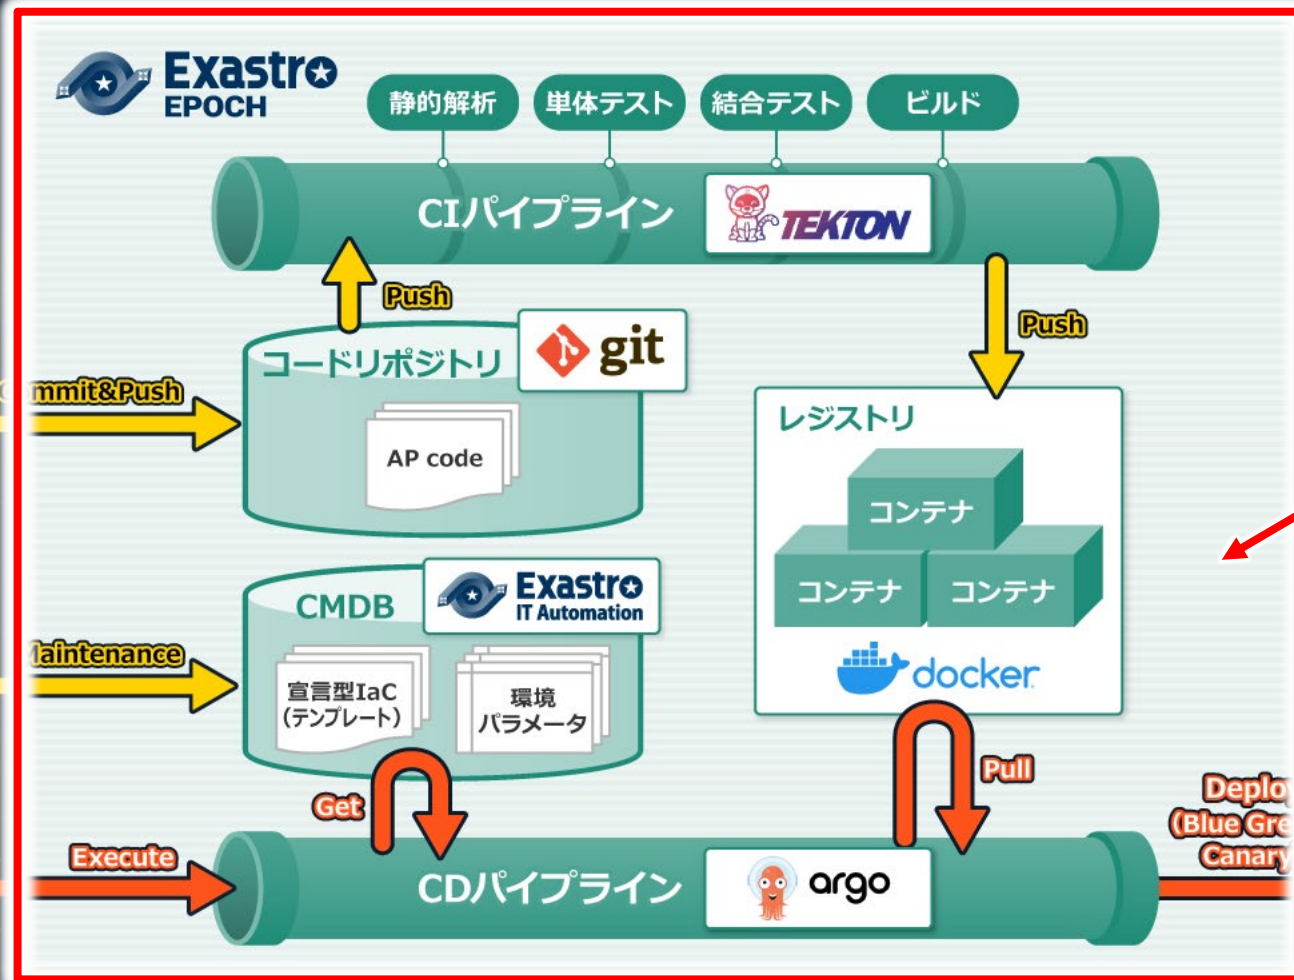 Exastro
EPOCH
静的解析
単体テスト
結合テスト
ビルド
CIパイプライン
TEKTON
Push
Push
コードリポジトリ
git
mmit&Push
AP code
レジストリ
コンテナ
コンテナ
コンテナ
docker
CMDB
Exastro
IT Automation
Maintenance
宣言型IaC
(テンプレート)
環境
パラメータ
Get
Pull
Execute
CDパイプライン
argo
Deplo
(Blue Gre
Canary